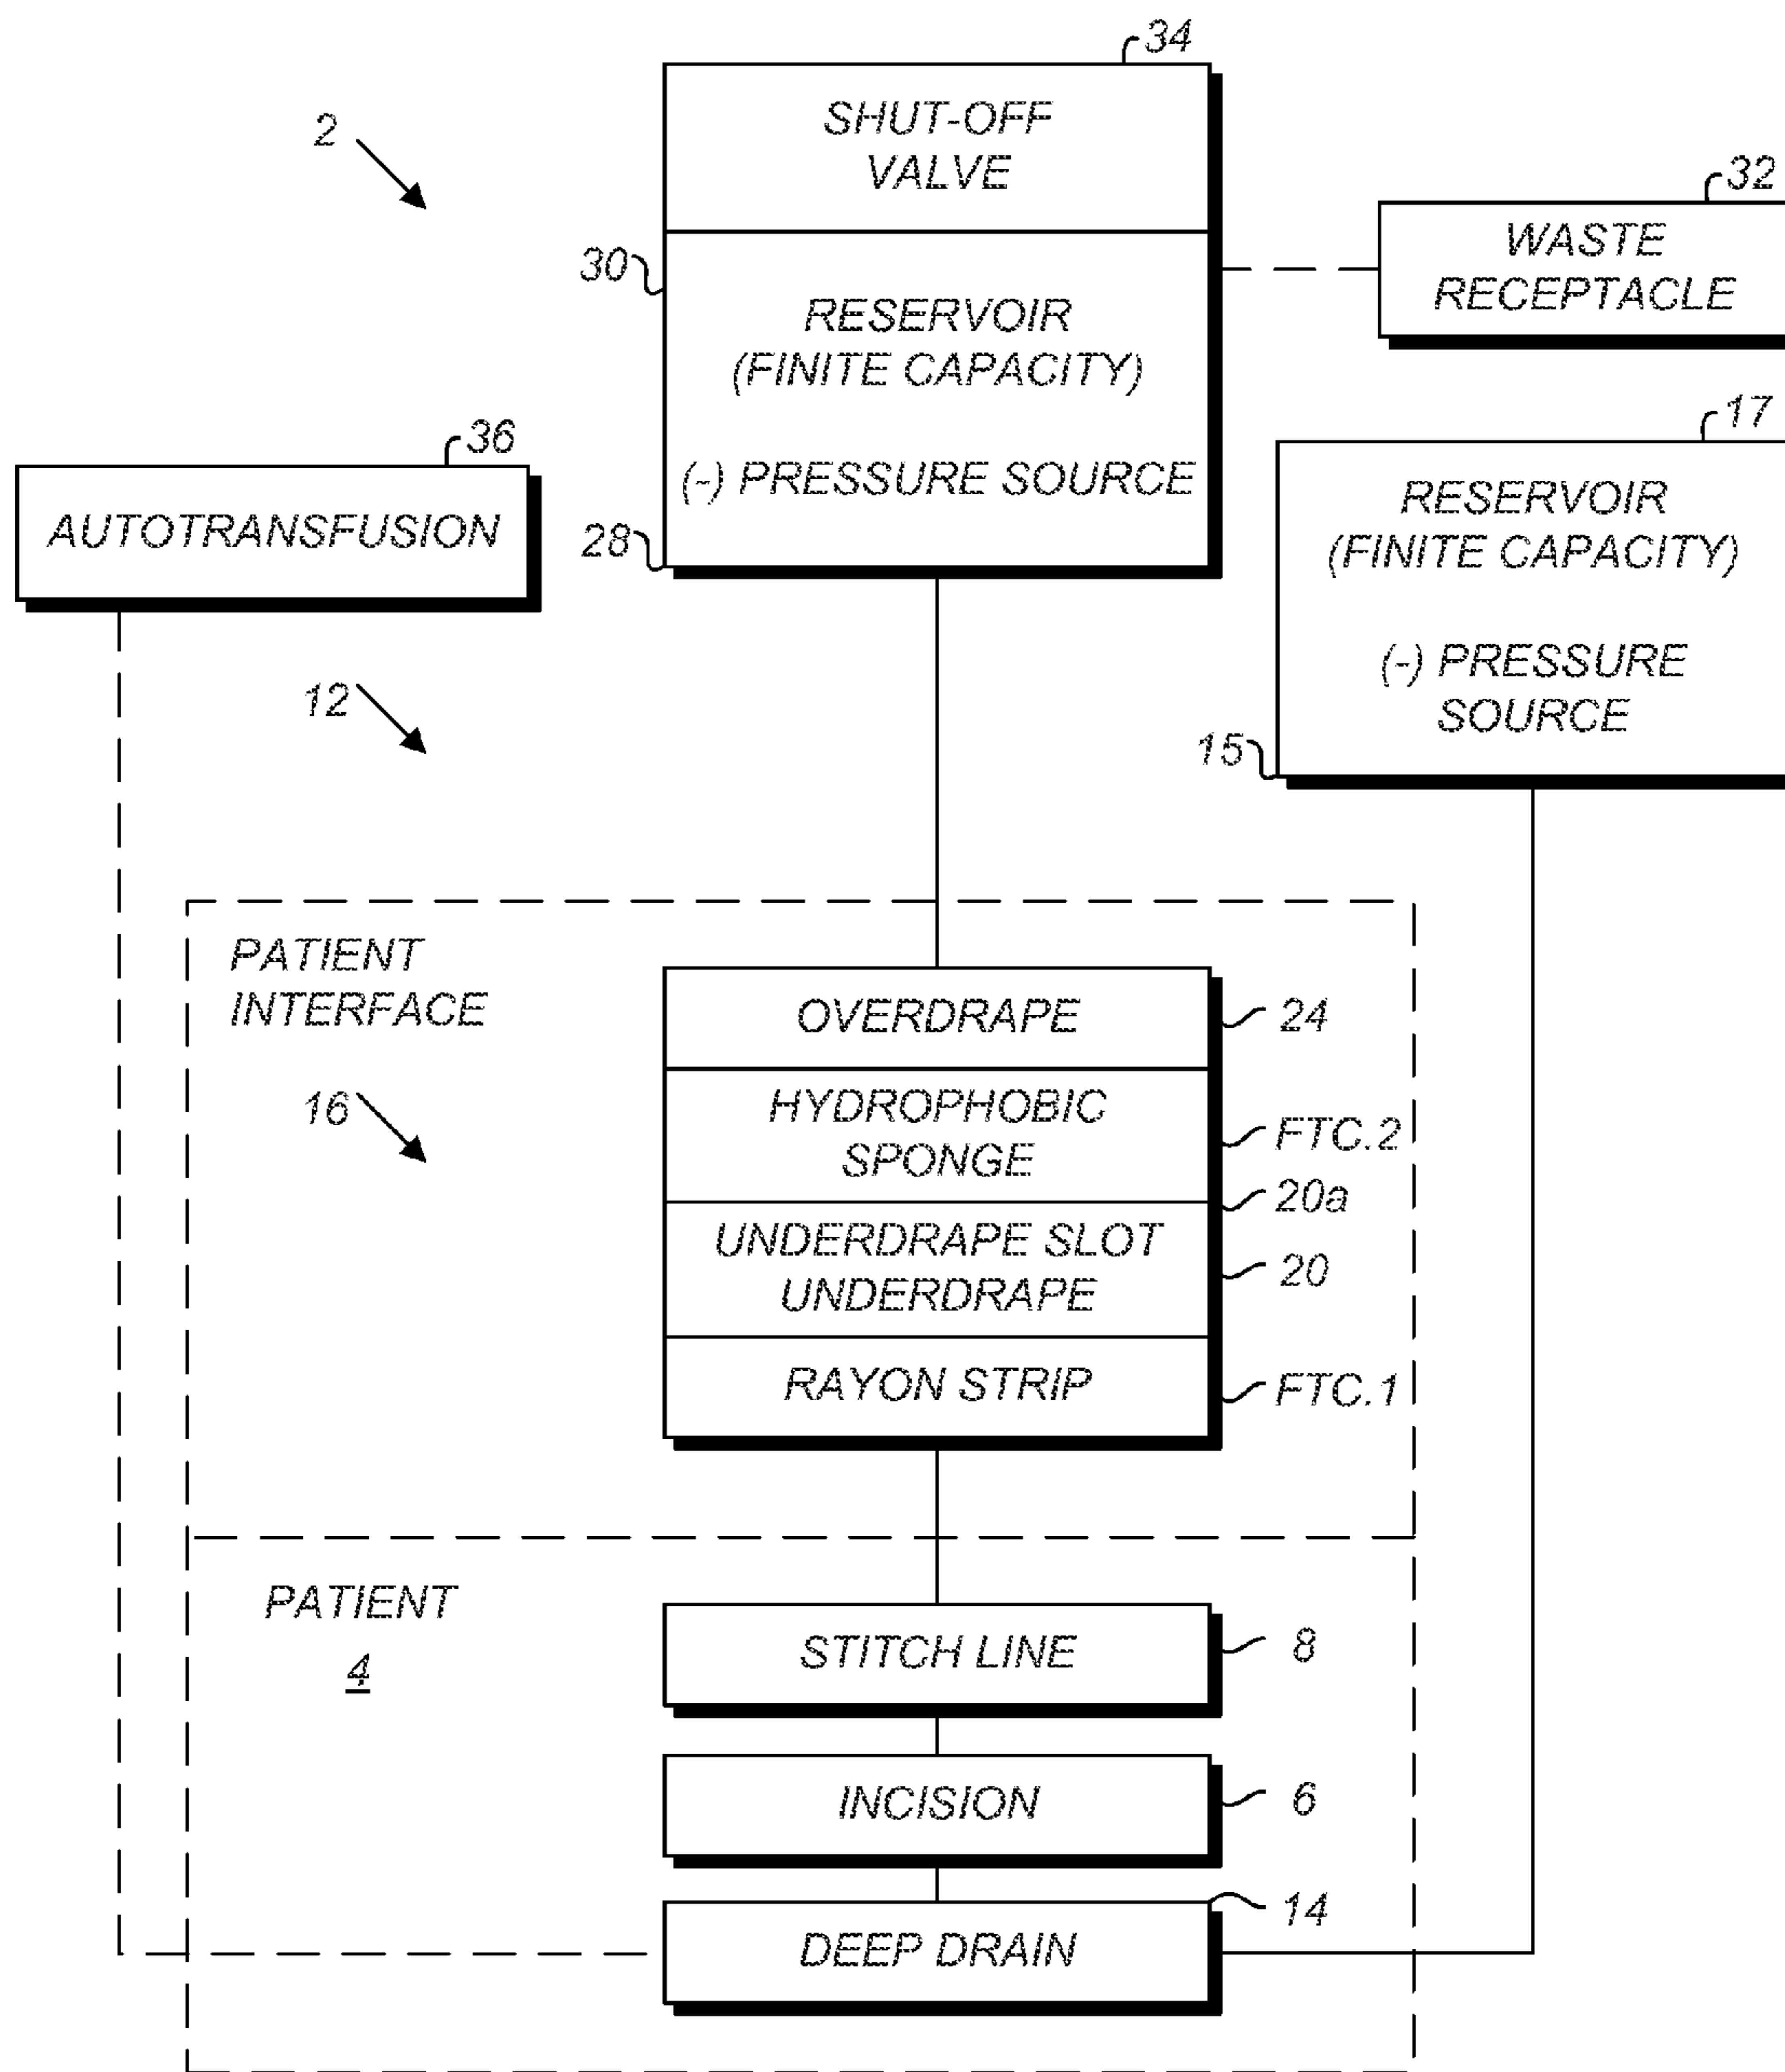 34
SHUT-OFF
VALVE
2
32
WASTE
RECEPTACLE
30
RESERVOIR
(FINITE CAPACITY)
(-) PRESSURE SOURCE
28
36
AUTOTRANSFUSION
17
RESERVOIR
(FINITE CAPACITY)
(-) PRESSURE
SOURCE
15
12
PATIENT
INTERFACE
16
OVERDRAPE
24
HYDROPHOBIC
SPONGE
FTC.2
20a
UNDERDRAPE SLOT
UNDERDRAPE
20
RAYON STRIP
FTC.1
PATIENT
4
STITCH LINE
8
INCISION
6
14
DEEP DRAIN